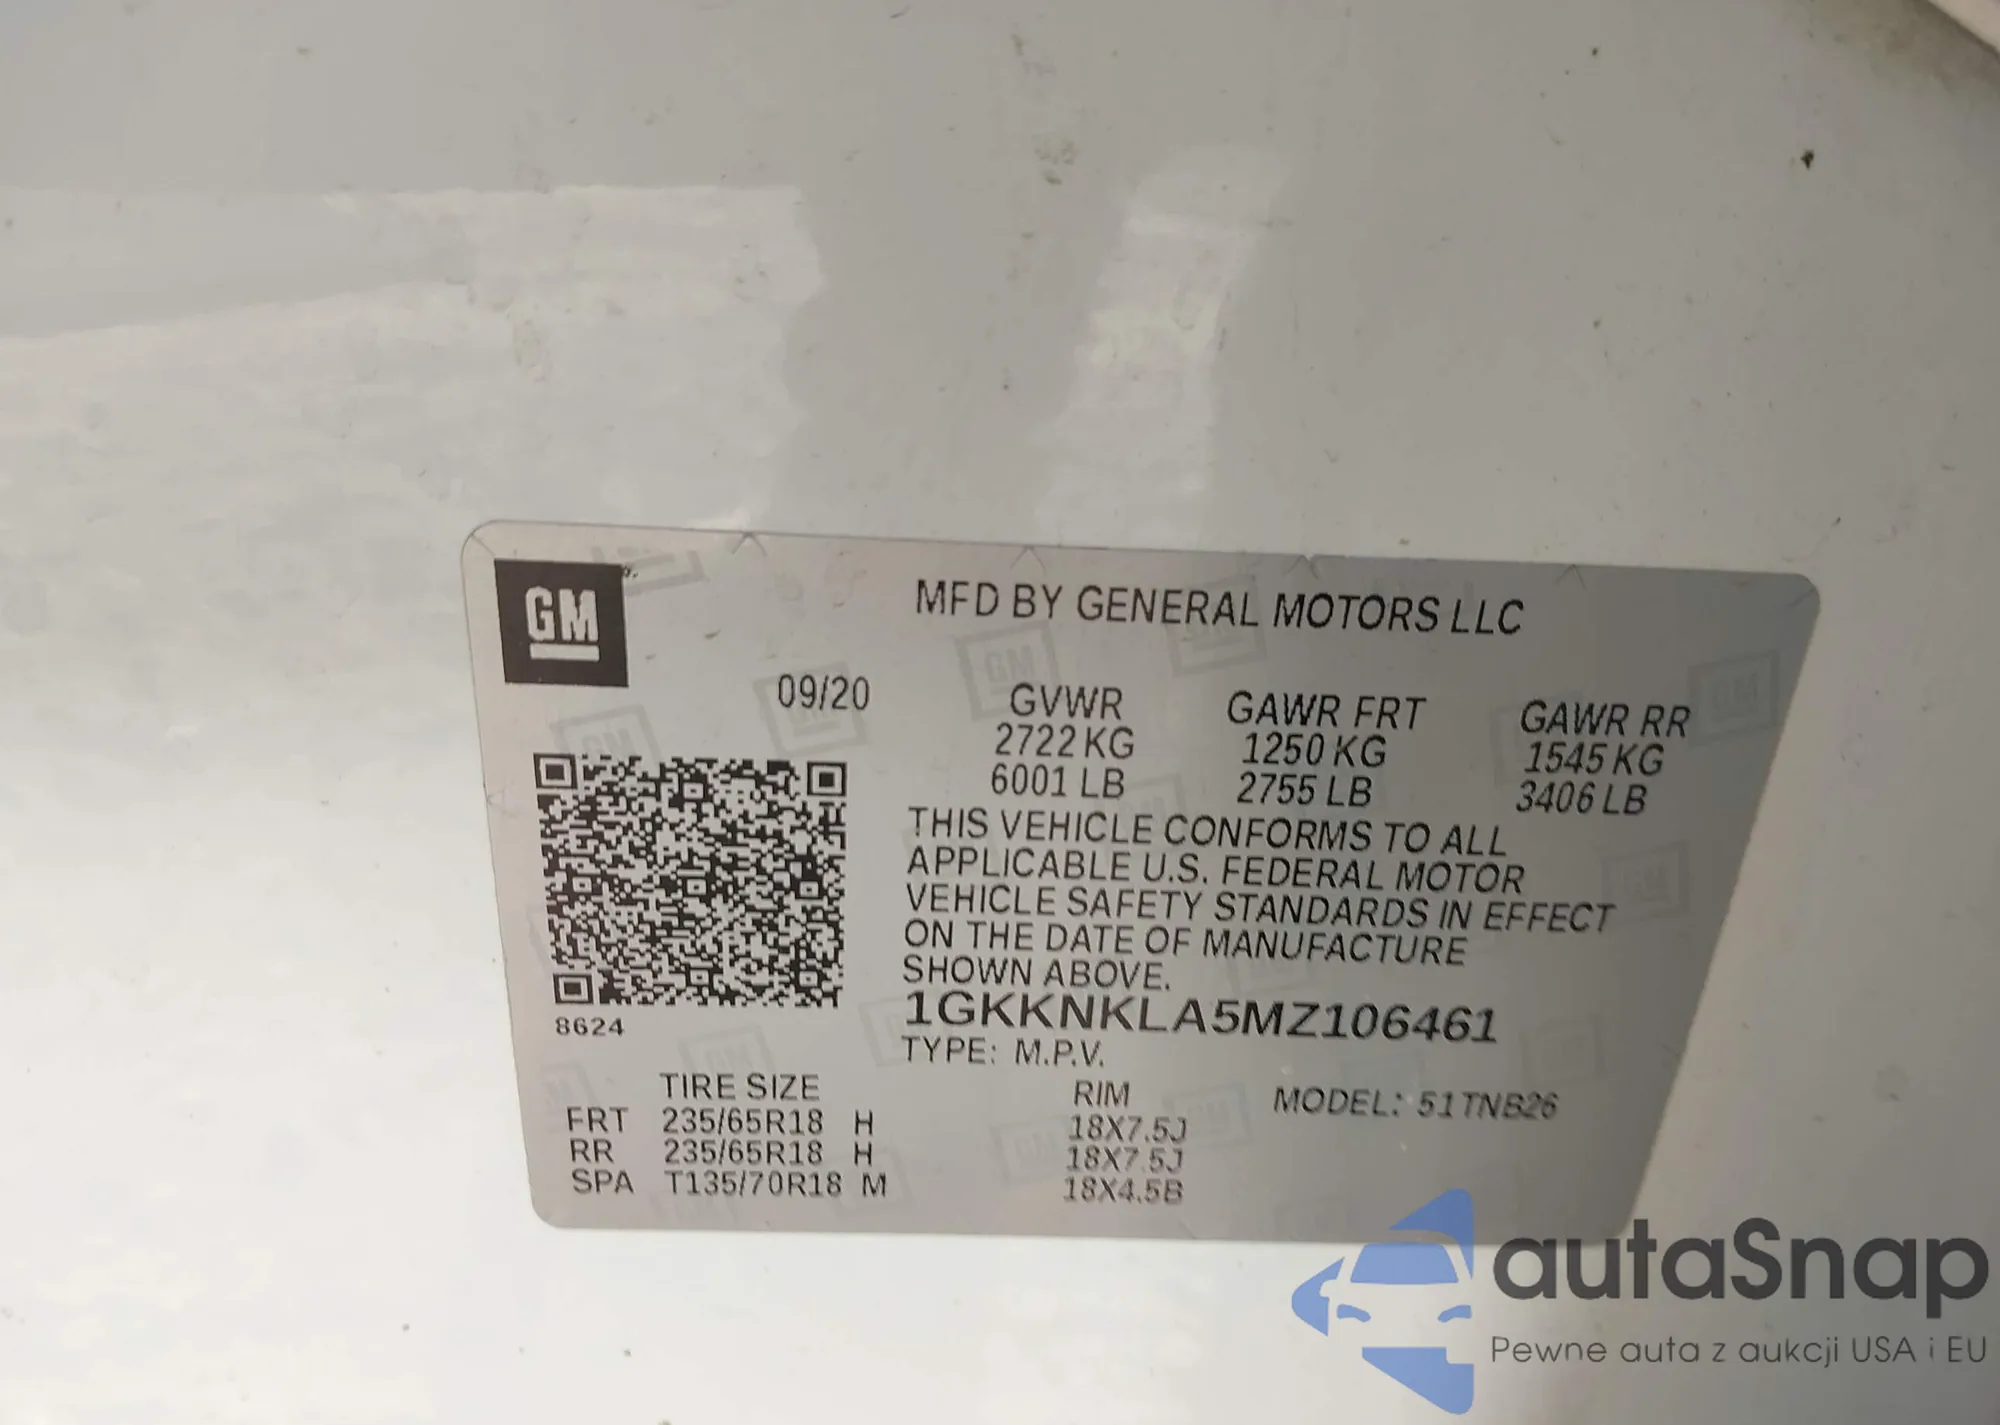 GM
MFD BY GENERAL MOTORS LLC
09/20
GVWR GAWR FRT GAWR RR
2722 KG 1250 KG 1545 KG
6001 LB 2755 LB 3406 LB
THIS VEHICLE CONFORMS TO ALL
APPLICABLE U.S. FEDERAL MOTOR
VEHICLE SAFETY STANDARDS IN EFFECT
ON THE DATE OF MANUFACTURE
SHOWN ABOVE.
8624
1GKKNKLA5MZ106461
TYPE: M.P.V.
TIRE SIZE RIM MODEL: 51TNB26
FRT 235/65R18 H 18X7.5J
RR 235/65R18 H 18X7.5J
SPA T135/70R18 M 18X4.5B
autaSnap
Pewne auta z aukcji USA i EU